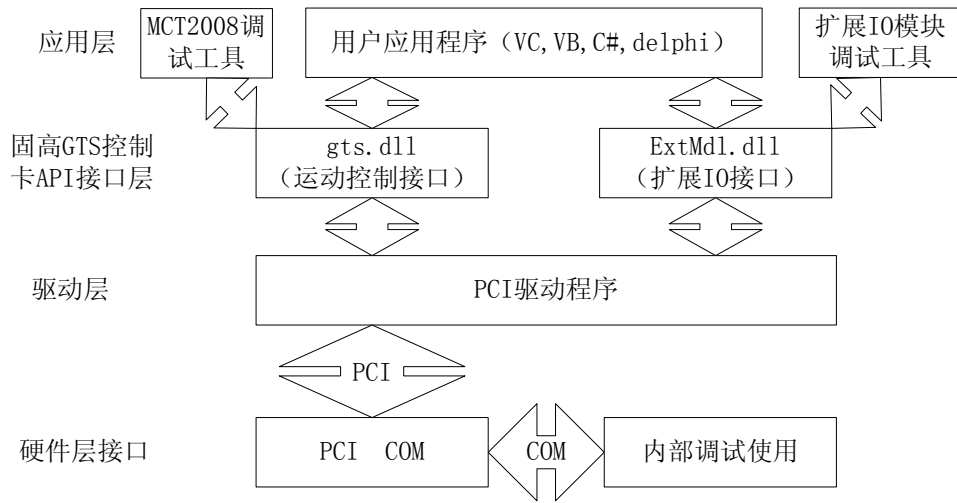 应用层
MCT2008调
试工具
用户应用程序（VC,VB,C#,delphi）
扩展IO模块
调试工具
固高GTS控制
卡API接口层
gts.dll
（运动控制接口）
ExtMdl.dll
（扩展IO接口）
驱动层
PCI驱动程序
PCI
硬件层接口
PCI COM
COM
内部调试使用